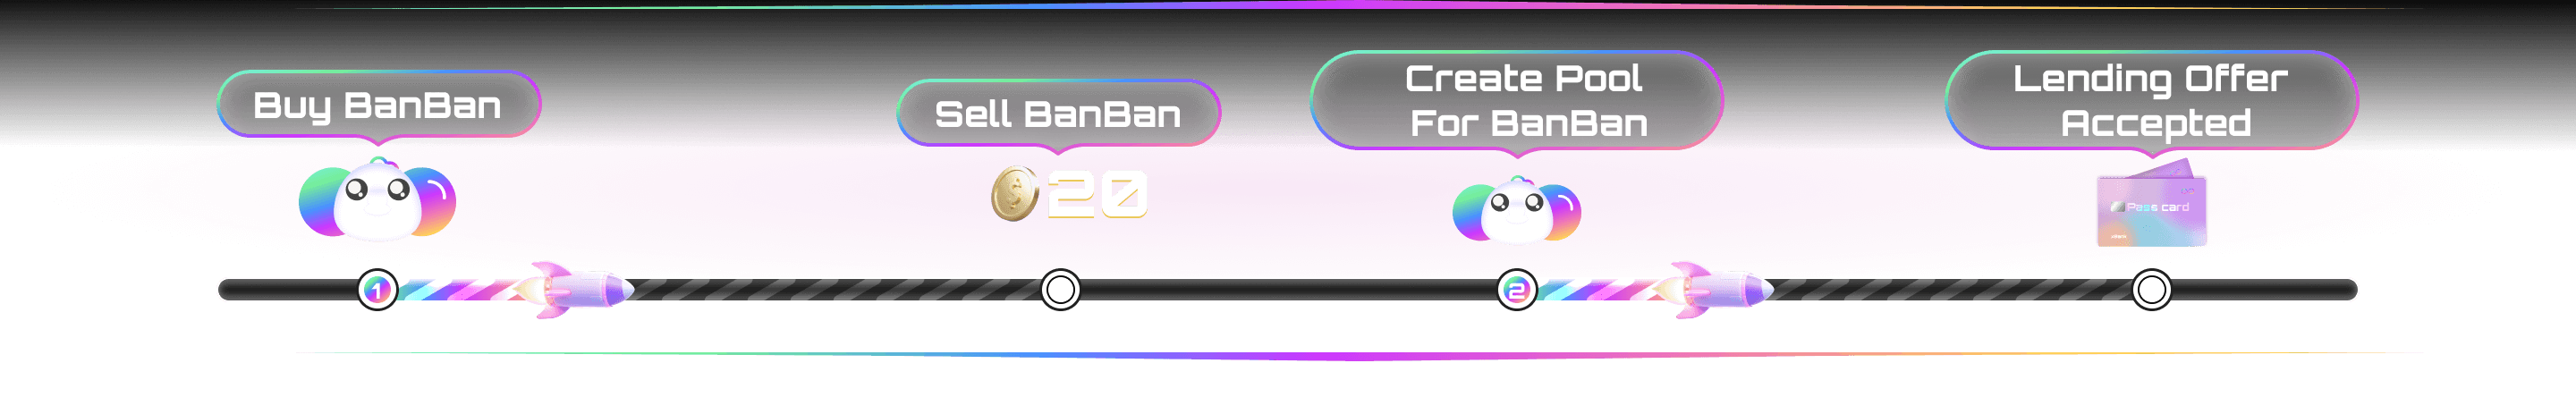 Buy BanBan
Sell BanBan
Create Pool
For BanBan
Lending Offer
Accepted
20
Pass card
1
2